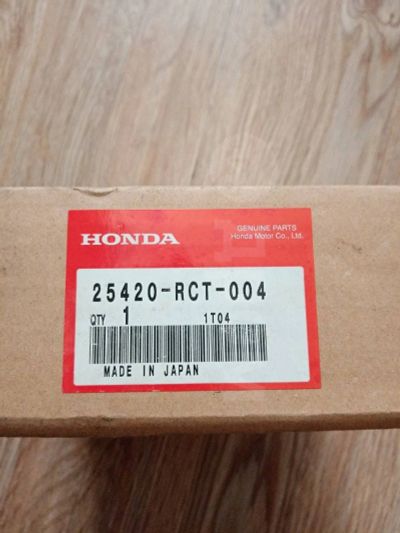 HONDA
GENUINE PARTS
Honda Motor Co., Ltd.
25420-RCT-004
QTY 1 1T04
MADE IN JAPAN